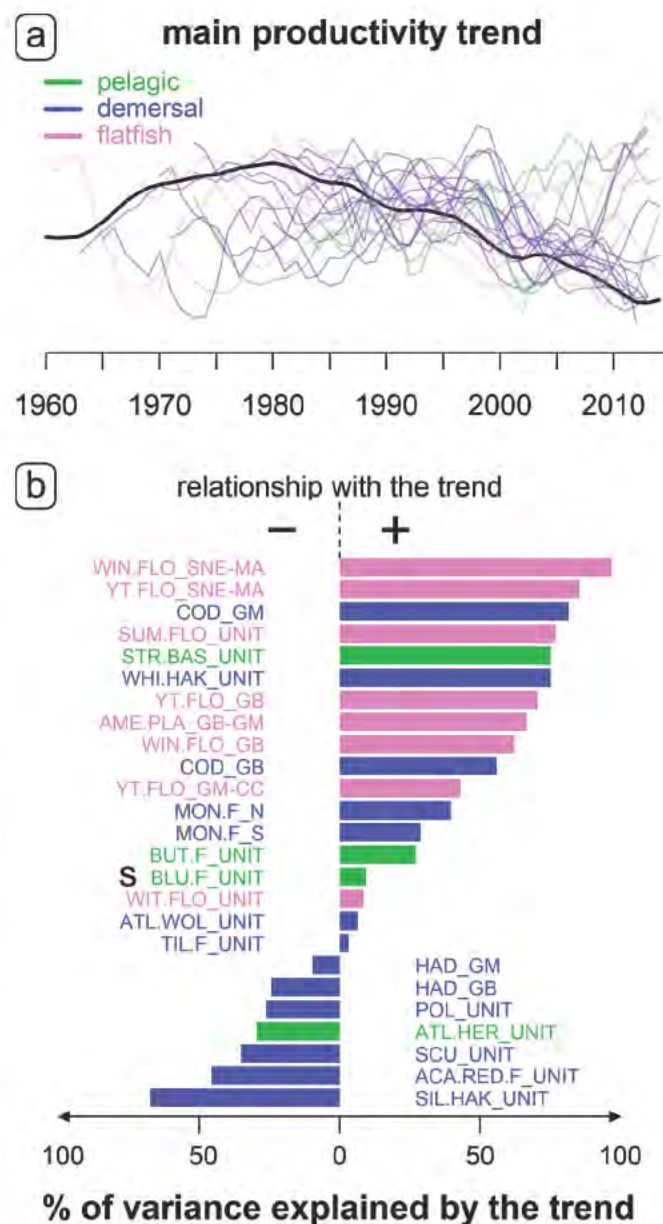 a
main productivity trend
pelagic
demersal
flatfish
1960 1970 1980 1990 2000 2010
b
relationship with the trend
− +
WIN.FLO_SNE-MA
YT.FLO_SNE-MA
COD_GM
SUM.FLO_UNIT
STR.BAS_UNIT
WHI.HAK_UNIT
YT.FLO_GB
AME.PLA_GB-GM
WIN.FLO_GB
COD_GB
YT.FLO_GM-CC
MON.F_N
MON.F_S
BUT.F_UNIT
S BLU.F_UNIT
WIT.FLO_UNIT
ATL.WOL_UNIT
TIL.F_UNIT
HAD_GM
HAD_GB
POL_UNIT
ATL.HER_UNIT
SCU_UNIT
ACA.RED.F_UNIT
SIL.HAK_UNIT
100 50 0 50 100
% of variance explained by the trend